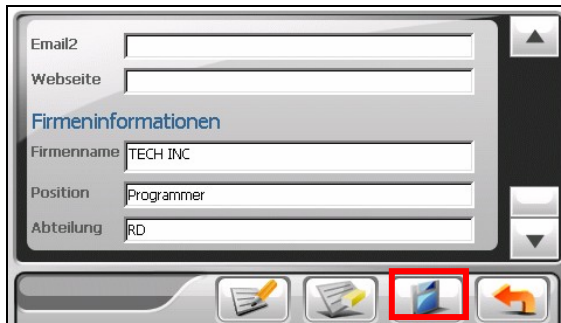 Email2
Webseite
Firmeninformationen
Firmenname TECH INC
Position Programmer
Abteilung RD